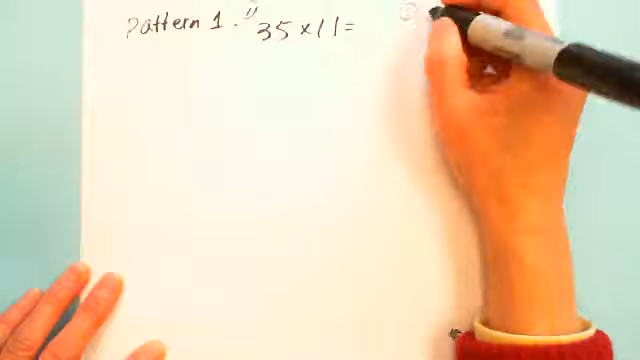 pattern 1. 35 × 11 =